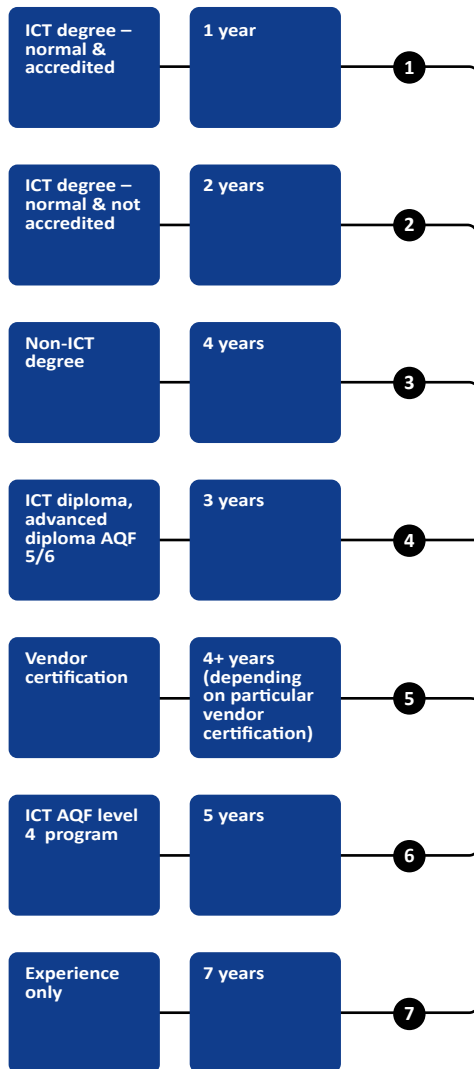 ICT degree –
normal &
accredited
1 year
1
ICT degree –
normal & not
accredited
2 years
2
Non-ICT
degree
4 years
3
ICT diploma,
advanced
diploma AQF
5/6
3 years
4
Vendor
certification
4+ years
(depending
on particular
vendor
certification)
5
ICT AQF level
4 program
5 years
6
Experience
only
7 years
7